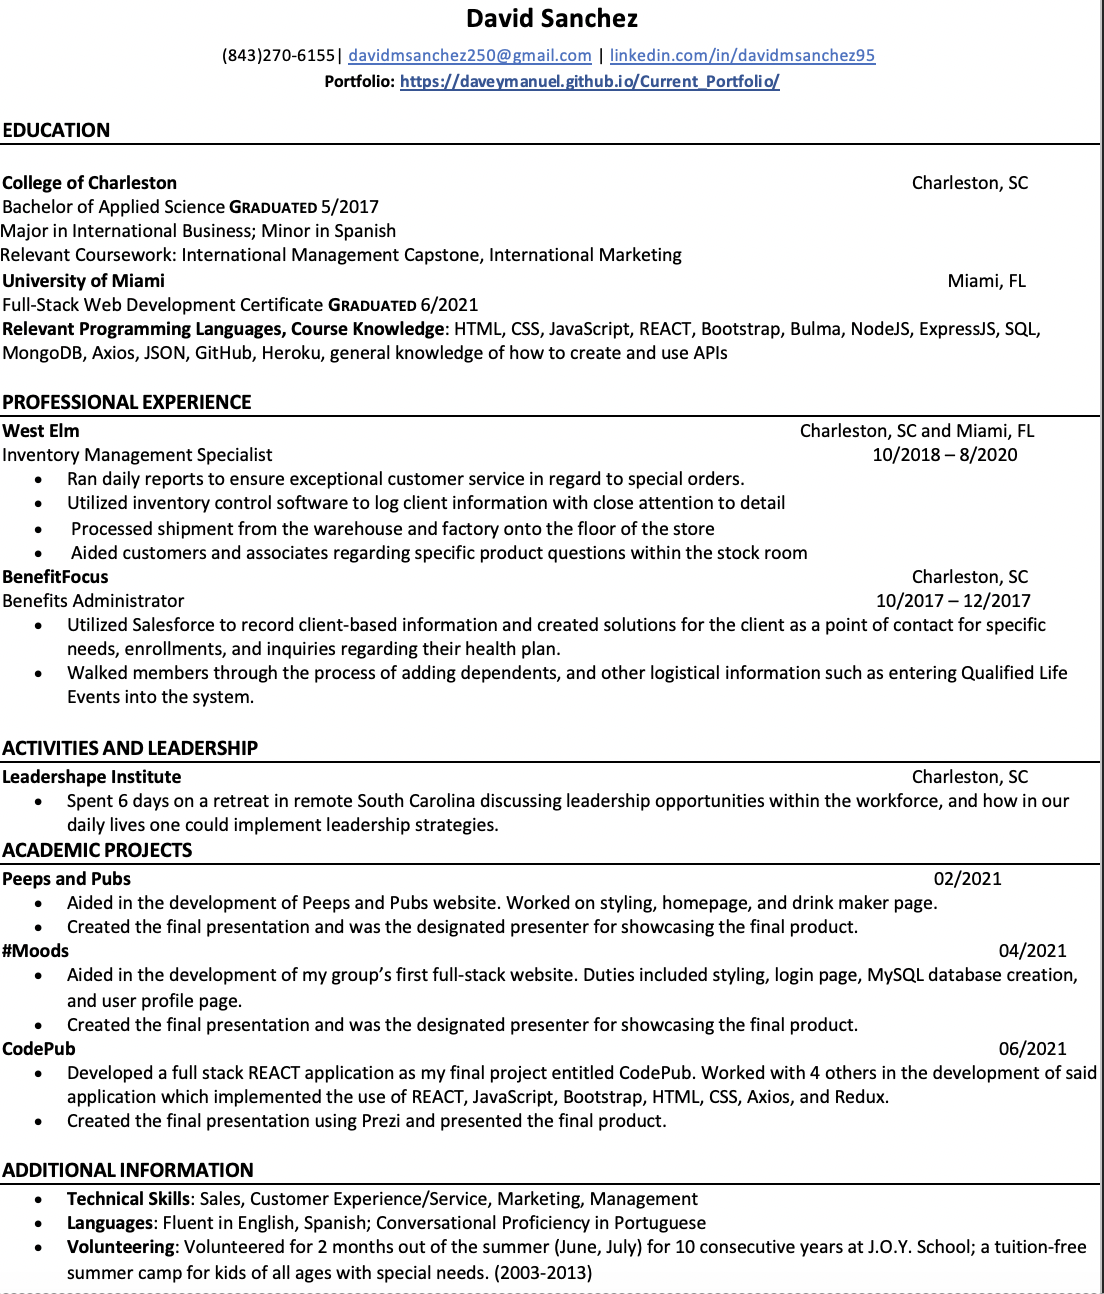 David Sanchez
(843)270-6155| davidmsanchez250@gmail.com | linkedin.com/in/davidmsanchez95
Portfolio: https://daveymanuel.github.io/Current_Portfolio/
EDUCATION
College of Charleston Charleston, SC
Bachelor of Applied Science GRADUATED 5/2017
Major in International Business; Minor in Spanish
Relevant Coursework: International Management Capstone, International Marketing
University of Miami Miami, FL
Full-Stack Web Development Certificate GRADUATED 6/2021
Relevant Programming Languages, Course Knowledge: HTML, CSS, JavaScript, REACT, Bootstrap, Bulma, NodeJS, ExpressJS, SQL,
MongoDB, Axios, JSON, GitHub, Heroku, general knowledge of how to create and use APIs
PROFESSIONAL EXPERIENCE
West Elm Charleston, SC and Miami, FL
Inventory Management Specialist 10/2018 – 8/2020
• Ran daily reports to ensure exceptional customer service in regard to special orders.
• Utilized inventory control software to log client information with close attention to detail
• Processed shipment from the warehouse and factory onto the floor of the store
• Aided customers and associates regarding specific product questions within the stock room
BenefitFocus Charleston, SC
Benefits Administrator 10/2017 – 12/2017
• Utilized Salesforce to record client-based information and created solutions for the client as a point of contact for specific
needs, enrollments, and inquiries regarding their health plan.
• Walked members through the process of adding dependents, and other logistical information such as entering Qualified Life
Events into the system.
ACTIVITIES AND LEADERSHIP
Leadershape Institute Charleston, SC
• Spent 6 days on a retreat in remote South Carolina discussing leadership opportunities within the workforce, and how in our
daily lives one could implement leadership strategies.
ACADEMIC PROJECTS
Peeps and Pubs 02/2021
• Aided in the development of Peeps and Pubs website. Worked on styling, homepage, and drink maker page.
• Created the final presentation and was the designated presenter for showcasing the final product.
#Moods 04/2021
• Aided in the development of my group’s first full-stack website. Duties included styling, login page, MySQL database creation,
and user profile page.
• Created the final presentation and was the designated presenter for showcasing the final product.
CodePub 06/2021
• Developed a full stack REACT application as my final project entitled CodePub. Worked with 4 others in the development of said
application which implemented the use of REACT, JavaScript, Bootstrap, HTML, CSS, Axios, and Redux.
• Created the final presentation using Prezi and presented the final product.
ADDITIONAL INFORMATION
• Technical Skills: Sales, Customer Experience/Service, Marketing, Management
• Languages: Fluent in English, Spanish; Conversational Proficiency in Portuguese
• Volunteering: Volunteered for 2 months out of the summer (June, July) for 10 consecutive years at J.O.Y. School; a tuition-free
summer camp for kids of all ages with special needs. (2003-2013)